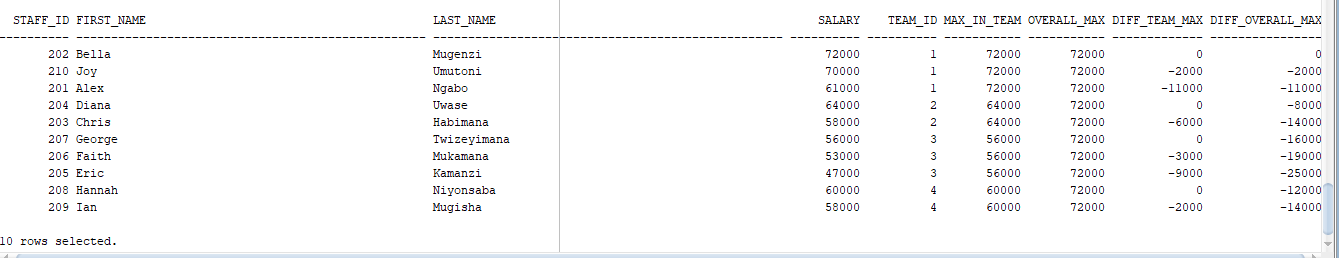 STAFF_ID FIRST_NAME LAST_NAME SALARY TEAM_ID MAX_IN_TEAM OVERALL_MAX DIFF_TEAM_MAX DIFF_OVERALL_MAX
202 Bella Mugenzi 72000 1 72000 72000 0 0
210 Joy Umutoni 70000 1 72000 72000 -2000 -2000
201 Alex Ngabo 61000 1 72000 72000 -11000 -11000
204 Diana Uwase 64000 2 64000 72000 0 -8000
203 Chris Habimana 58000 2 64000 72000 -6000 -14000
207 George Twizeyimana 56000 3 56000 72000 0 -16000
206 Faith Mukamana 53000 3 56000 72000 -3000 -19000
205 Eric Kamanzi 47000 3 56000 72000 -9000 -25000
208 Hannah Niyonsaba 60000 4 60000 72000 0 -12000
209 Ian Mugisha 58000 4 60000 72000 -2000 -14000
10 rows selected.